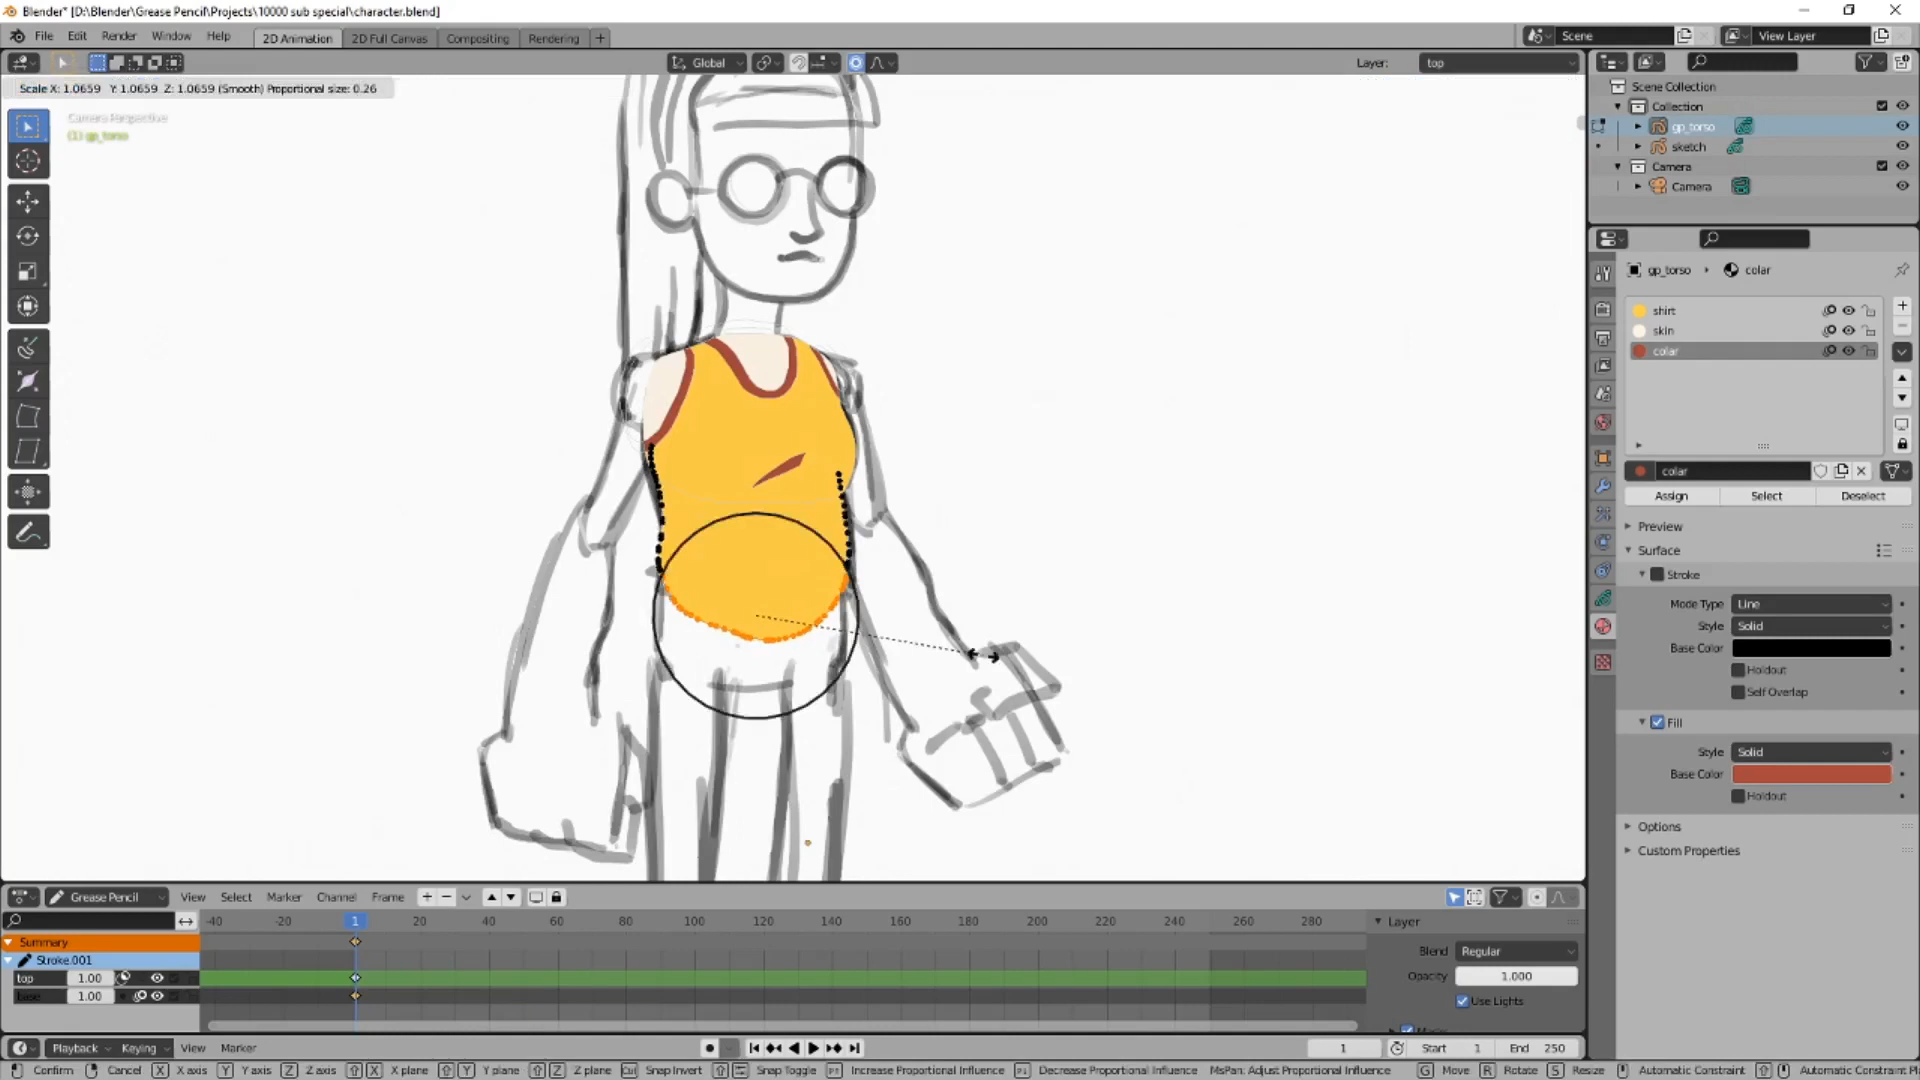 Blender* [D:\Blender\Grease Pencil\Projects\10000 sub special\character.blend]
File Edit Render Window Help 2D Animation 2D Full Canvas Compositing Rendering + Scene View Layer
Global Layer: top
Scale X: 1.0659 Y: 1.0659 Z: 1.0659 (Smooth) Proportional size: 0.26
Camera Perspective
(1) gp_torso
Scene Collection
Collection
gp_torso
sketch
Camera
Camera
gp_torso › colar
shirt
skin
colar
colar
Assign Select Deselect
Preview
Surface
Stroke
Mode Type Line
Style Solid
Base Color
Holdout
Self Overlap
Fill
Style Solid
Base Color
Holdout
Options
Custom Properties
Grease Pencil View Select Marker Channel Frame
-40 -20 1 20 40 60 80 100 120 140 160 180 200 220 240 260 280
Summary
Stroke.001
top 1.00
base 1.00
Layer
Blend Regular
Opacity 1.000
Use Lights
Playback Keying View Marker 1 Start 1 End 250
Confirm Cancel X X axis Y Y axis Z Z axis X X plane Y Y plane Z Z plane Snap Invert Snap Toggle Increase Proportional Influence Decrease Proportional Influence MsPan: Adjust Proportional Influence G Move R Rotate S Resize Automatic Constraint Automatic Constraint Pl